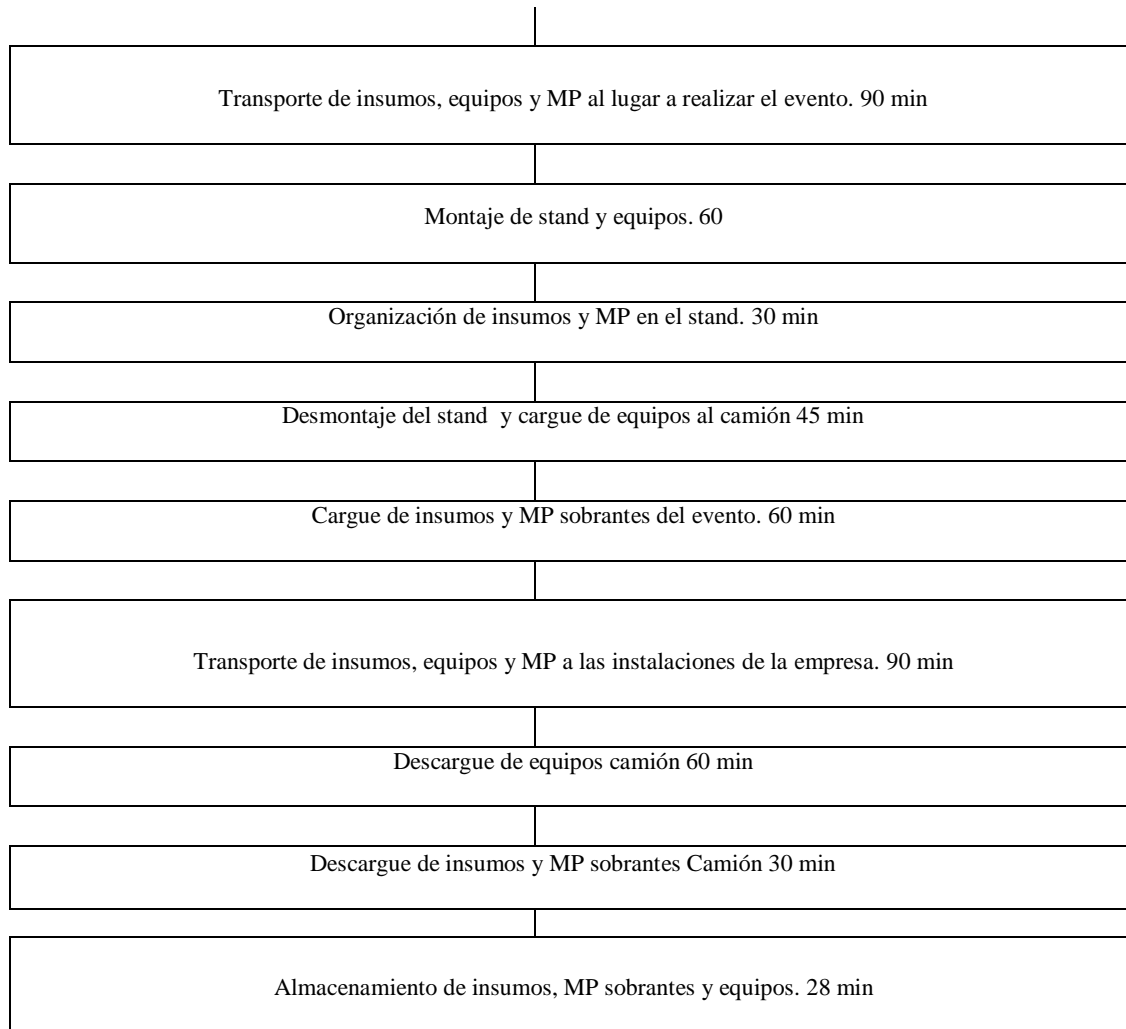 Transporte de insumos, equipos y MP al lugar a realizar el evento. 90 min
Montaje de stand y equipos. 60
Organización de insumos y MP en el stand. 30 min
Desmontaje del stand  y cargue de equipos al camión 45 min
Cargue de insumos y MP sobrantes del evento. 60 min
Transporte de insumos, equipos y MP a las instalaciones de la empresa. 90 min
Descargue de equipos camión 60 min
Descargue de insumos y MP sobrantes Camión 30 min
Almacenamiento de insumos, MP sobrantes y equipos. 28 min